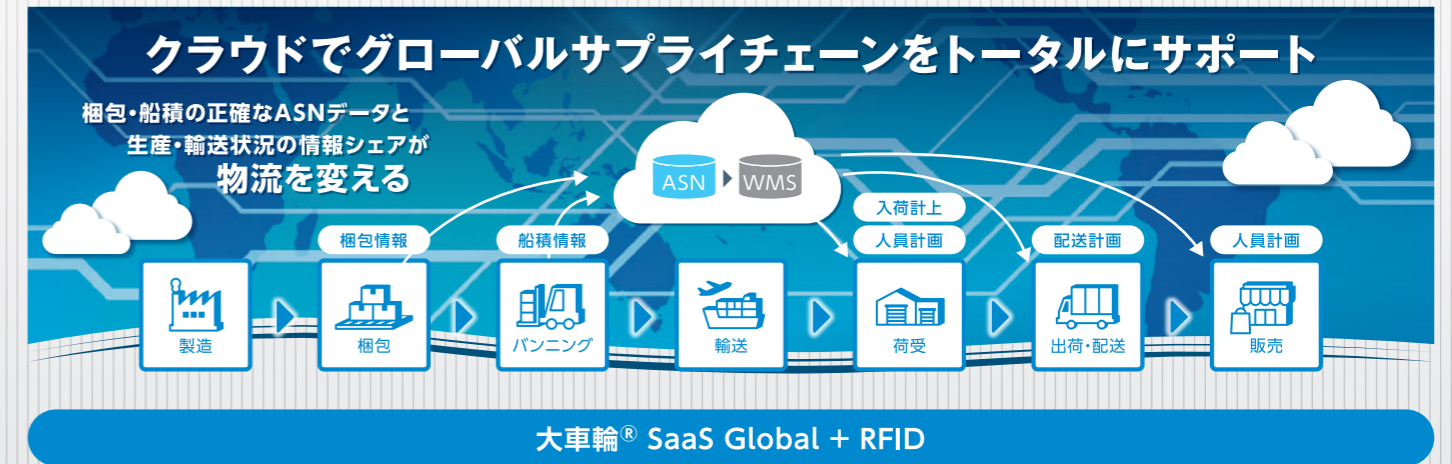 クラウドでグローバルサプライチェーンをトータルにサポート
梱包・船積の正確なASNデータと
生産・輸送状況の情報シェアが
物流を変える
ASN
WMS
梱包情報
船積情報
入荷計上
人員計画
配送計画
人員計画
製造
梱包
バンニング
輸送
荷受
出荷・配送
販売
大車輪® SaaS Global + RFID